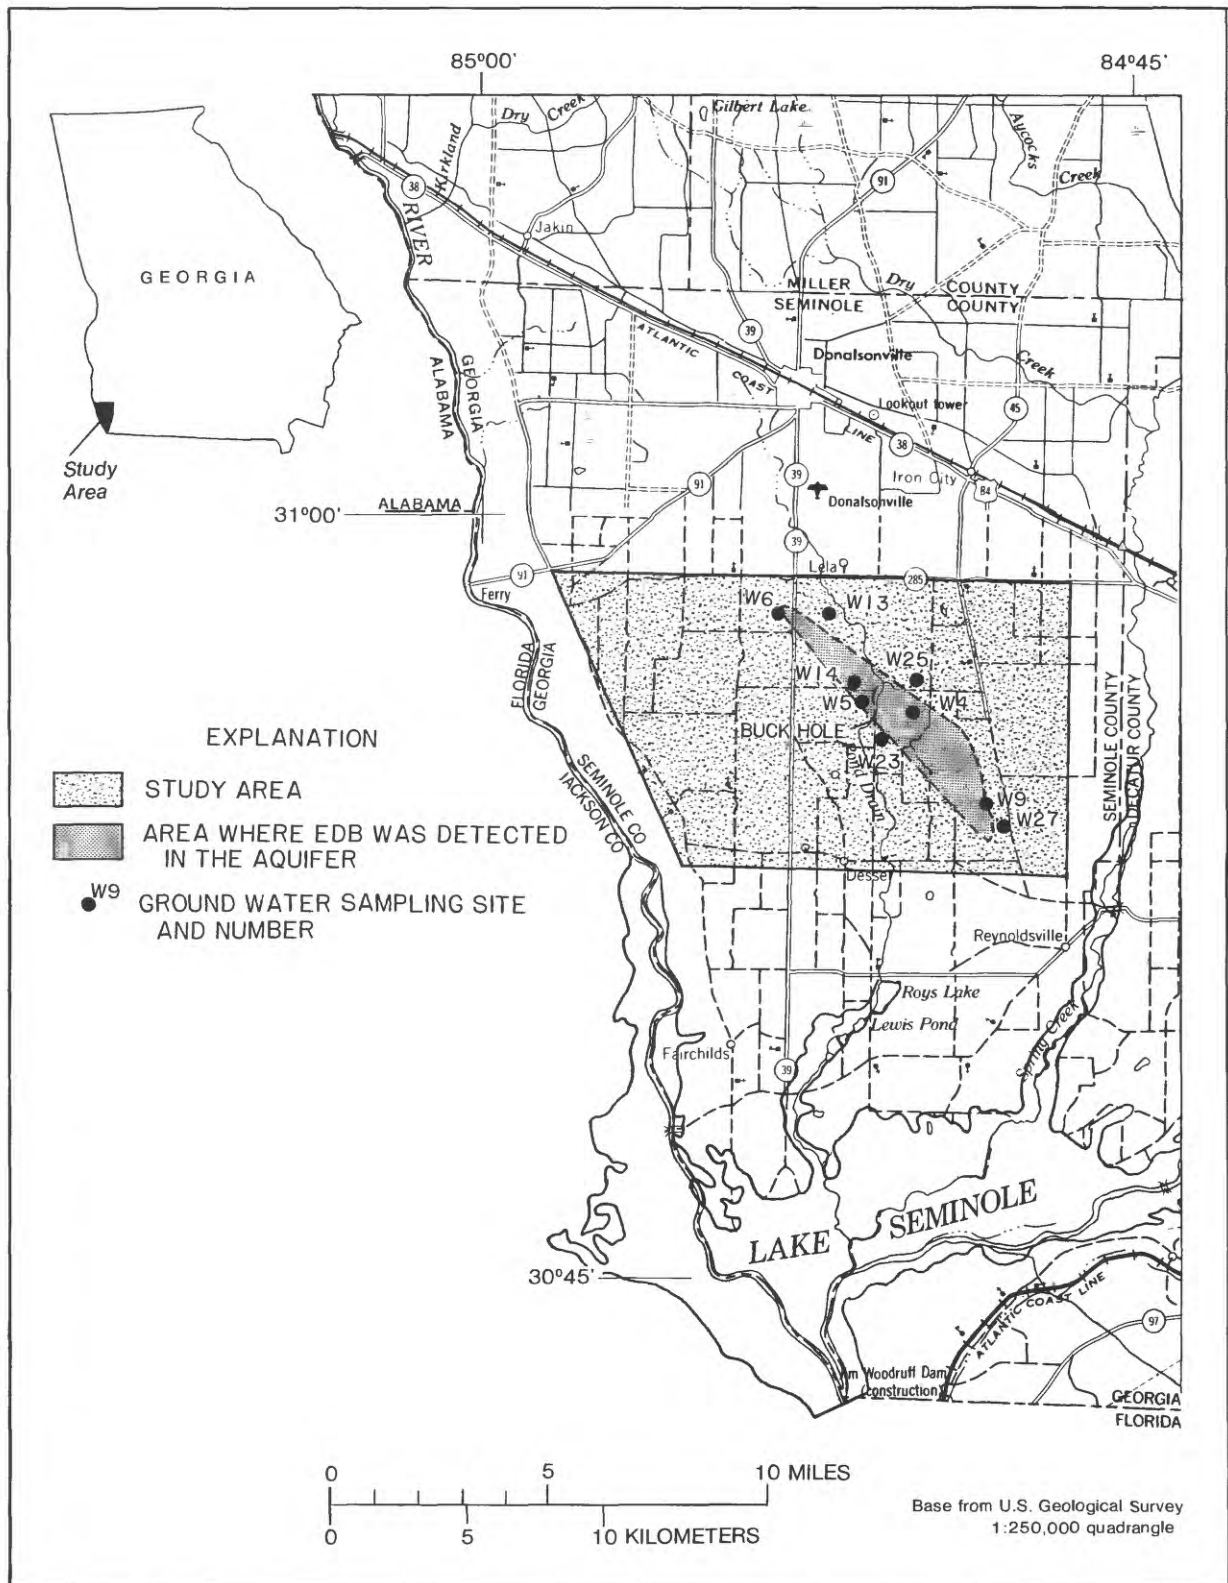 85°00'
84°45'
Gilbert Lake
Dry
Creek
Kirkland
Aycocks
Creek
91
38
RIVER
Jakin
GEORGIA
MILLER
COUNTY
Dry
SEMINOLE
COUNTY
39
ATLANTIC
COAST
LINE
Donalsonville
Creek
GEORGIA
ALABAMA
Lookout tower
45
38
Study
Area
91
39
Iron City
84
ALABAMA
Donalsonville
31°00'
39
Lela
91
285
Ferry
W6
W13
FLORIDA
GEORGIA
W25
W14
W5
W4
BUCK HOLE
W23
Drain
W9
W27
SEMINOLE COUNTY
DECATUR COUNTY
EXPLANATION
STUDY AREA
AREA WHERE EDB WAS DETECTED
IN THE AQUIFER
W9
GROUND WATER SAMPLING SITE
AND NUMBER
SEMINOLE CO
JACKSON CO
Desser
Reynoldsville
Roys Lake
Lewis Pond
Spring Creek
Fairchilds
39
LAKE SEMINOLE
30°45'
ATLANTIC COAST LINE
97
Woodruff Dam
(construction)
GEORGIA
FLORIDA
0 5 10 MILES
0 5 10 KILOMETERS
Base from U.S. Geological Survey
1:250,000 quadrangle